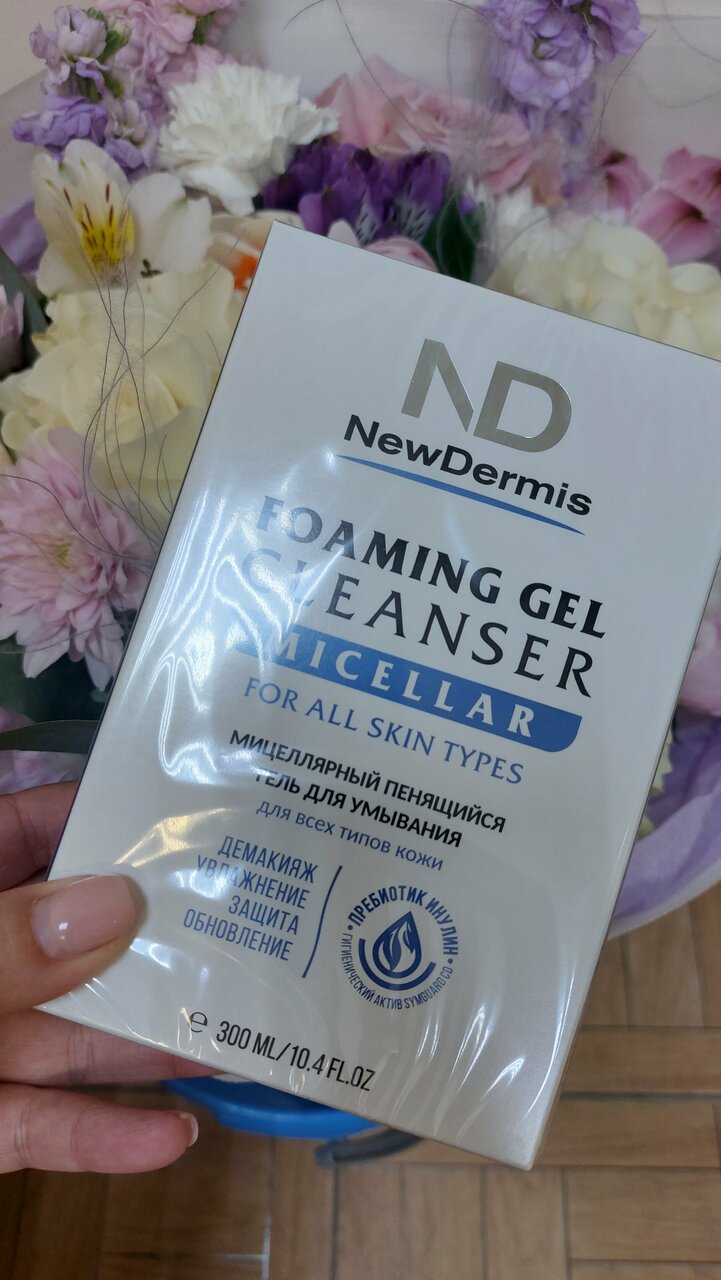 ND
NewDermis
FOAMING GEL
CLEANSER
MICELLAR
FOR ALL SKIN TYPES
МИЦЕЛЛЯРНЫЙ ПЕНЯЩИЙСЯ
ГЕЛЬ ДЛЯ УМЫВАНИЯ
для всех типов кожи
ДЕМАКИЯЖ
УВЛАЖНЕНИЕ
ЗАЩИТА
ОБНОВЛЕНИЕ
• ПРЕБИОТИК ИНУЛИН •
ГИГИЕНИЧЕСКИЙ АКТИВ SYMGUARD CD
℮ 300 ML/10.4 FL.OZ